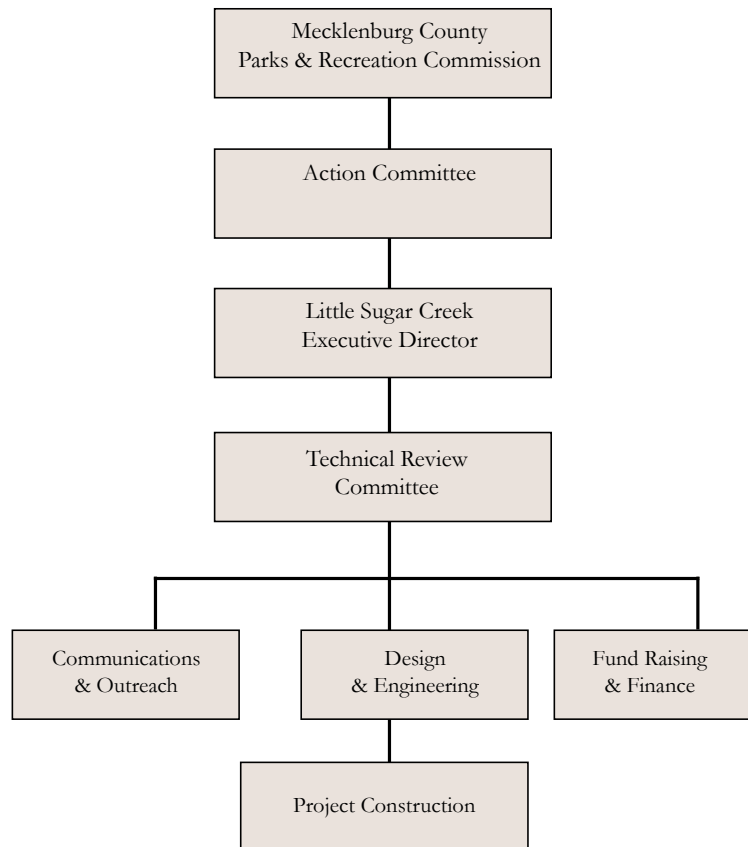 Mecklenburg County
Parks & Recreation Commission
Action Committee
Little Sugar Creek
Executive Director
Technical Review
Committee
Communications
& Outreach
Design
& Engineering
Fund Raising
& Finance
Project Construction